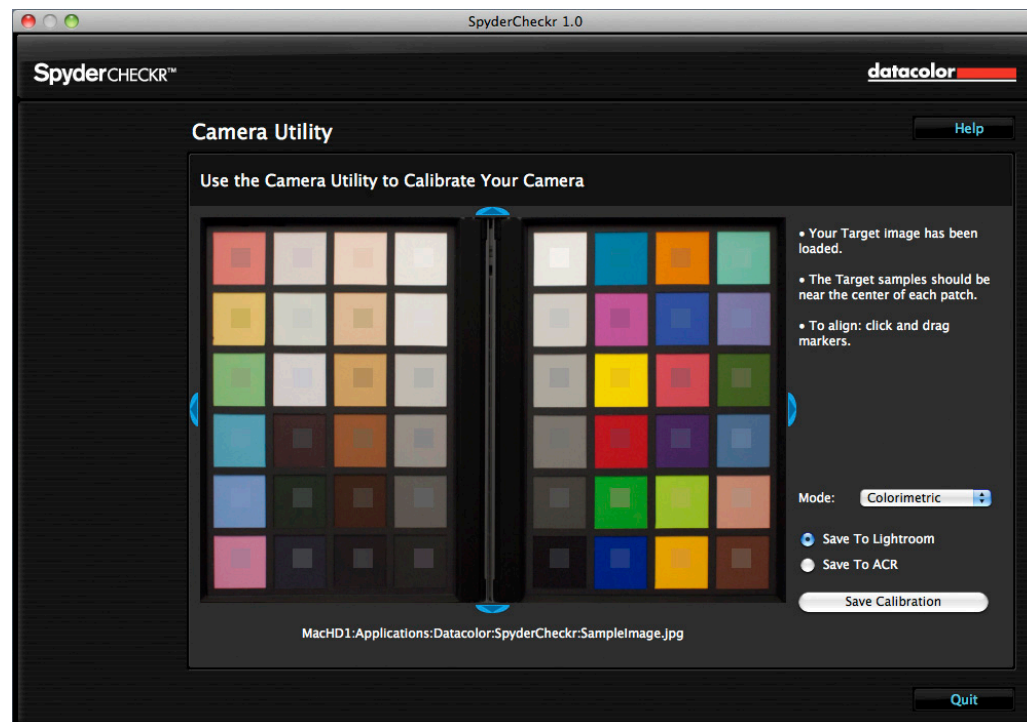 SpyderCheckr 1.0
SpyderCHECKR™
datacolor
Camera Utility
Help
Use the Camera Utility to Calibrate Your Camera
• Your Target image has been
loaded.
• The Target samples should be
near the center of each patch.
• To align: click and drag
markers.
Mode: Colorimetric
Save To Lightroom
Save To ACR
Save Calibration
MacHD1:Applications:Datacolor:SpyderCheckr:SampleImage.jpg
Quit